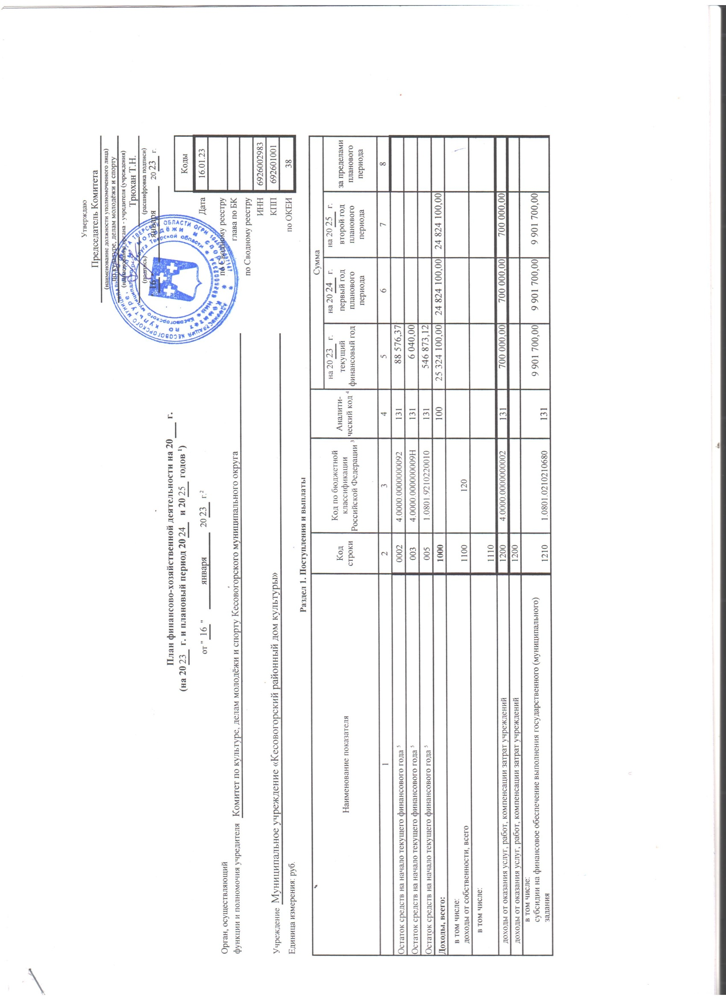 Утверждаю
Председатель Комитета
(наименование должности уполномоченного лица)
по культуре, делам молодёжи и спорту
(наименование органа - учредителя (учреждения)
Трюхан Т.Н.
(подпись) (расшифровка подписи)
" 16 " января 20 23 г.
План финансово-хозяйственной деятельности на 20 г.
(на 20 23 г. и плановый период 20 24 и 20 25 годов ¹)
от " 16 " января 20 23 г.²
Коды
Дата 16.01.23
Орган, осуществляющий по Сводному реестру
функции и полномочия учредителя Комитет по культуре, делам молодёжи и спорту Кесовогорского муниципального округа глава по БК
по Сводному реестру
ИНН 6926002983
Учреждение Муниципальное учреждение «Кесовогорский районный дом культуры» КПП 692601001
Единица измерения: руб. по ОКЕИ 38
Раздел 1. Поступления и выплаты
Наименование показателя Код строки Код по бюджетной классификации Российской Федерации ³ Аналити-ческий код ⁴ Сумма
на 20 23 г. текущий финансовый год на 20 24 г. первый год планового периода на 20 25 г. второй год планового периода за пределами планового периода
1 2 3 4 5 6 7 8
Остаток средств на начало текущего финансового года ⁵ 0002 4.0000.0000000092 131 88 576,37
Остаток средств на начало текущего финансового года ⁵ 003 4.0000.000000009Н 131 6 040,00
Остаток средств на начало текущего финансового года ⁵ 005 1.0801.9210220010 131 546 873,12
Доходы, всего: 1000 100 25 324 100,00 24 824 100,00 24 824 100,00
в том числе:
доходы от собственности, всего 1100 120
в том числе:
1110
доходы от оказания услуг, работ, компенсации затрат учреждений 1200 4.0000.0000000002 131 700 000,00 700 000,00 700 000,00
доходы от оказания услуг, работ, компенсации затрат учреждений 1200
в том числе:
субсидии на финансовое обеспечение выполнения государственного (муниципального)
задания 1210 1.0801.0210210680 131 9 901 700,00 9 901 700,00 9 901 700,00